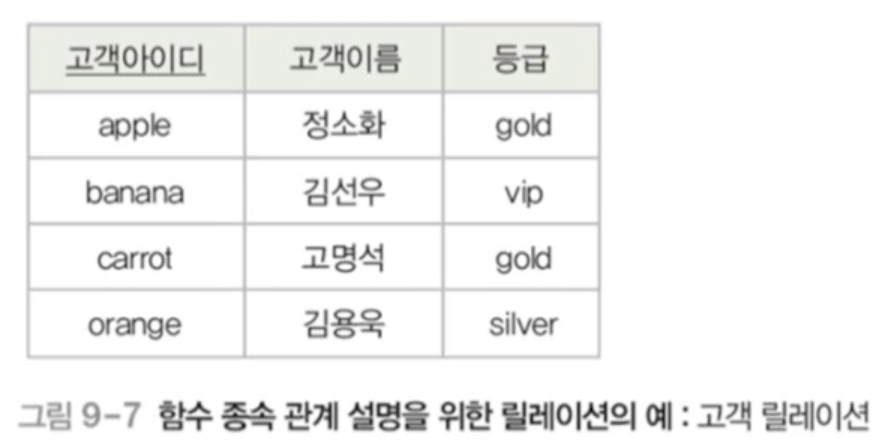 고객아이디 고객이름 등급
apple 정소화 gold
banana 김선우 vip
carrot 고명석 gold
orange 김용욱 silver
그림 9-7 함수 종속 관계 설명을 위한 릴레이션의 예 : 고객 릴레이션